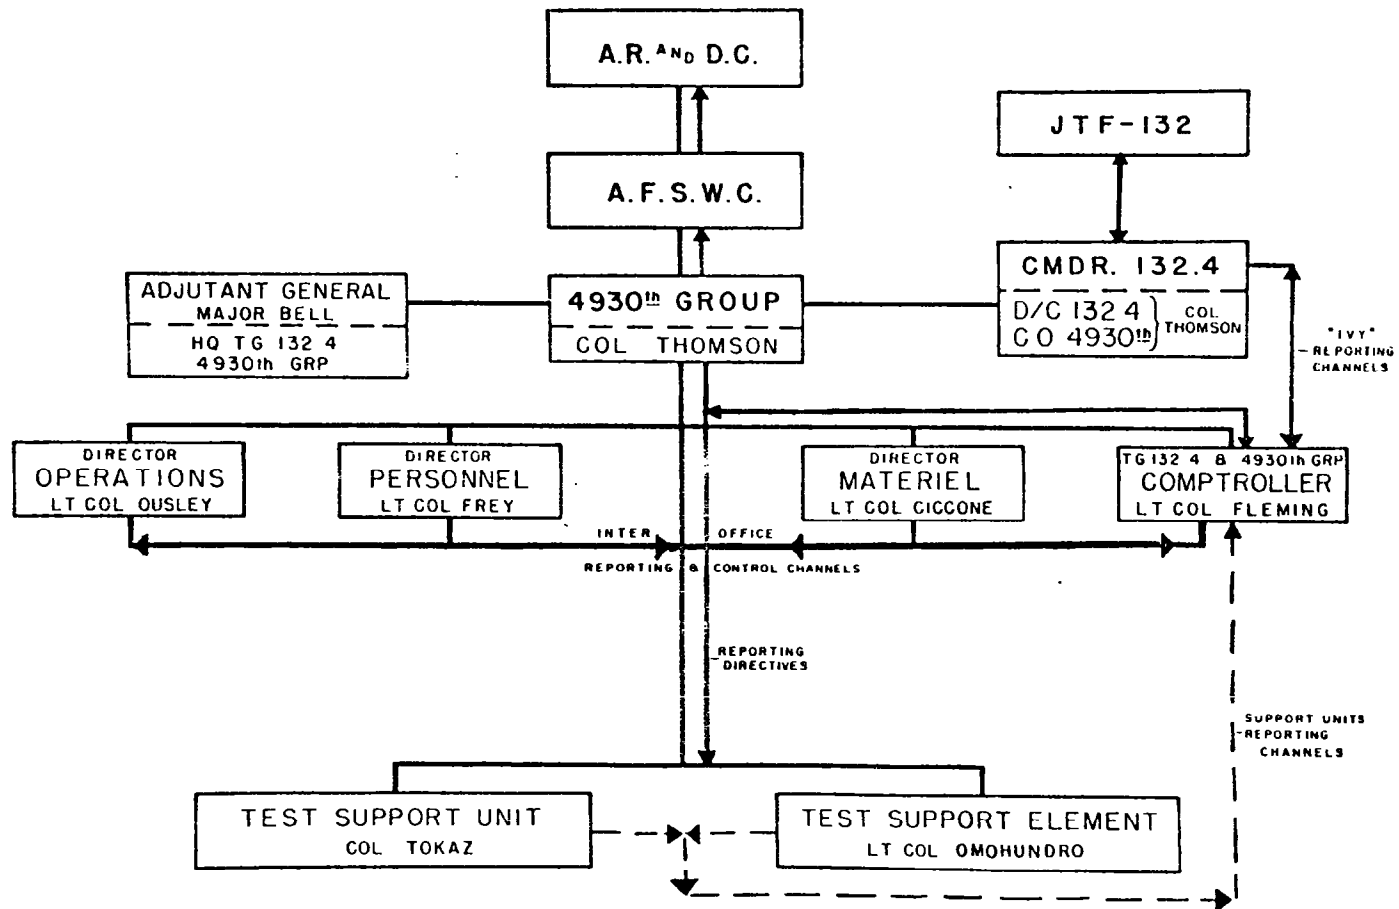 A.R. AND D.C.
JTF-132
A.F.S.W.C.
CMDR. 132.4
D/C 132 4
CO 4930th
} COL
THOMSON
ADJUTANT GENERAL
MAJOR BELL
HQ TG 132 4
4930th GRP
4930th GROUP
COL THOMSON
"IVY"
REPORTING
CHANNELS
DIRECTOR
OPERATIONS
LT COL OUSLEY
DIRECTOR
PERSONNEL
LT COL FREY
DIRECTOR
MATERIEL
LT COL CICCONE
TG 132 4 & 4930th GRP
COMPTROLLER
LT COL FLEMING
INTER OFFICE
REPORTING & CONTROL CHANNELS
REPORTING
DIRECTIVES
SUPPORT UNITS
REPORTING
CHANNELS
TEST SUPPORT UNIT
COL TOKAZ
TEST SUPPORT ELEMENT
LT COL OMOHUNDRO